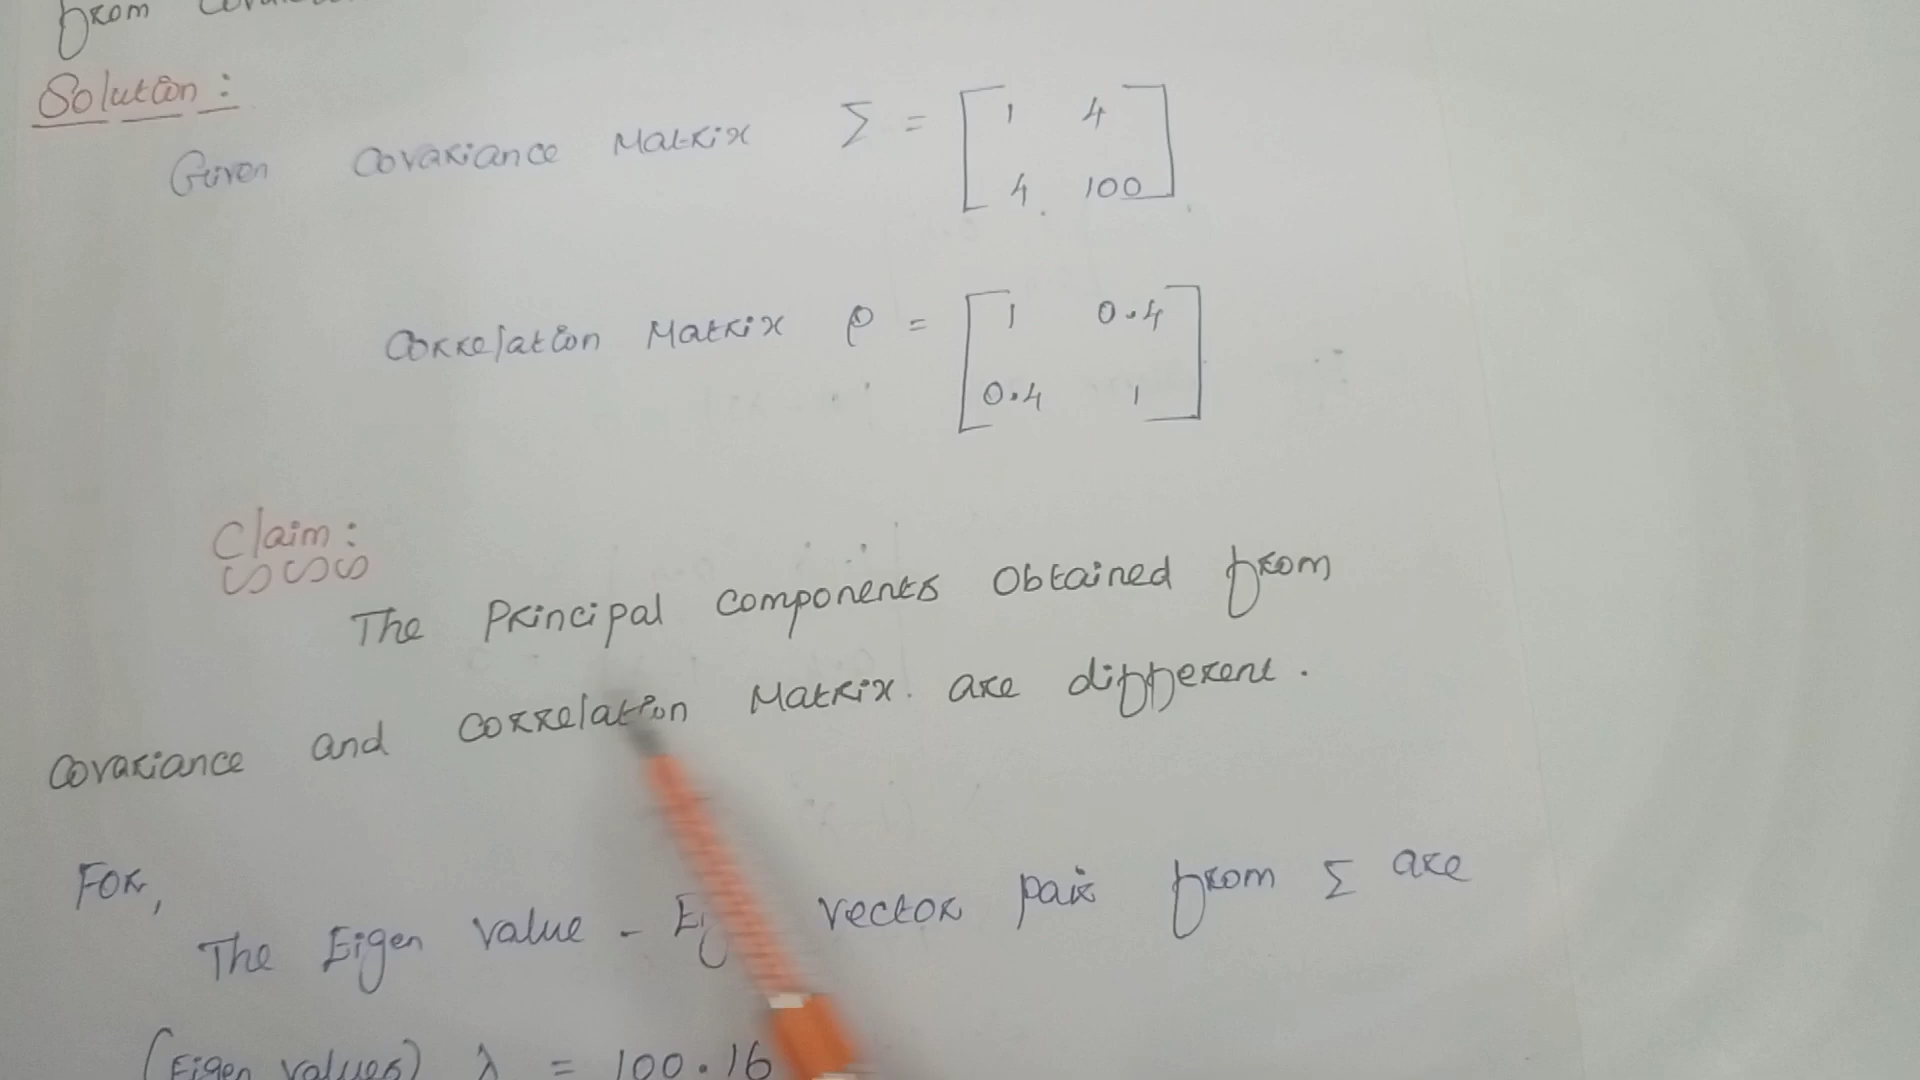 from
Solution :
Given Covariance Matrix Σ = [ 1 4
4 100 ]
Correlation Matrix ρ = [ 1 0.4
0.4 1 ]
Claim :
The Principal components Obtained from
Covariance and Correlation Matrix. are different.
For,
The Eigen value - vector pair from Σ are
(Eigen values) λ = 100.16